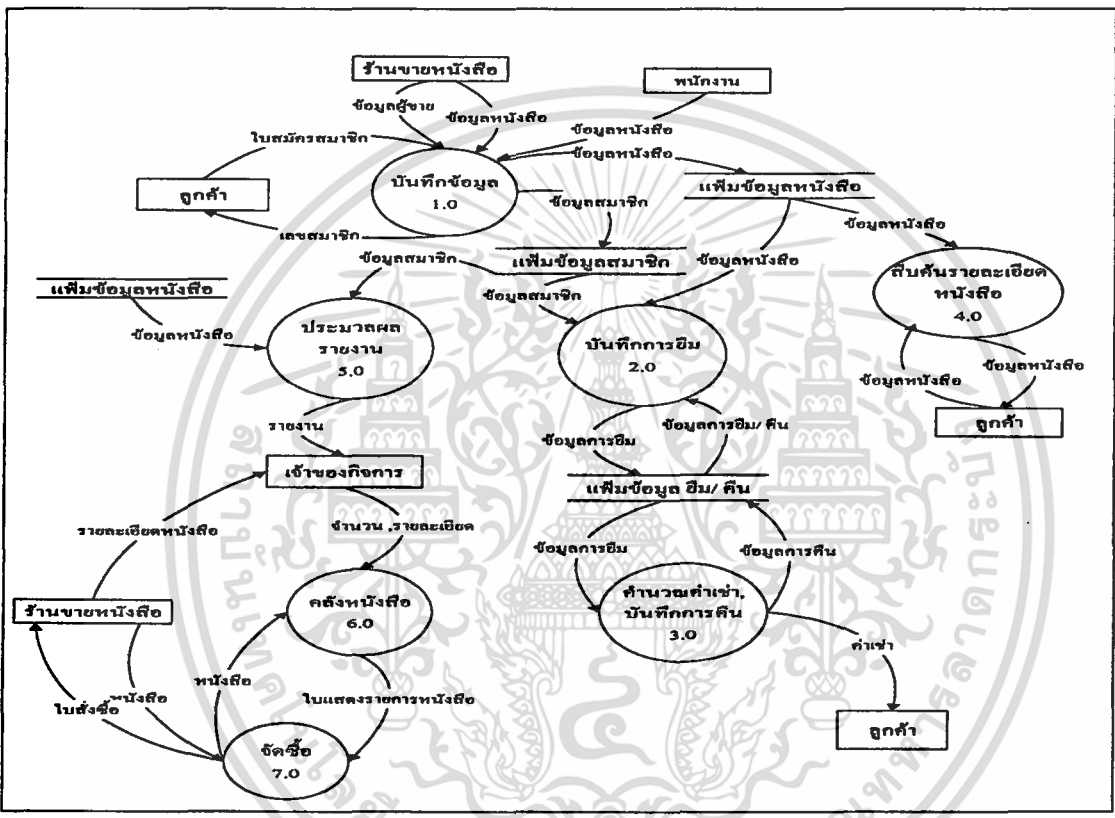 ร้านขายหนังสือ
พนักงาน
ข้อมูลผู้ขาย
ข้อมูลหนังสือ
ข้อมูลหนังสือ
ใบสมัครสมาชิก
ข้อมูลหนังสือ
ลูกค้า
บันทึกข้อมูล
1.0
แฟ้มข้อมูลหนังสือ
ข้อมูลสมาชิก
เลขสมาชิก
ข้อมูลหนังสือ
ข้อมูลสมาชิก
แฟ้มข้อมูลสมาชิก
ข้อมูลหนังสือ
แฟ้มข้อมูลหนังสือ
ข้อมูลสมาชิก
สืบค้นรายละเอียด
หนังสือ
4.0
ข้อมูลหนังสือ
ประมวลผล
รายงาน
5.0
บันทึกการยืม
2.0
ข้อมูลหนังสือ
ข้อมูลหนังสือ
ลูกค้า
รายงาน
ข้อมูลการยืม
ข้อมูลการยืม/ คืน
เจ้าของกิจการ
แฟ้มข้อมูล ยืม/ คืน
รายละเอียดหนังสือ
จำนวน ,รายละเอียด
ข้อมูลการยืม
ข้อมูลการคืน
ร้านขายหนังสือ
คลังหนังสือ
6.0
คำนวณค่าเช่า,
บันทึกการคืน
3.0
ค่าเช่า
หนังสือ
ใบแสดงรายการหนังสือ
หนังสือ
ใบสั่งซื้อ
ลูกค้า
จัดซื้อ
7.0